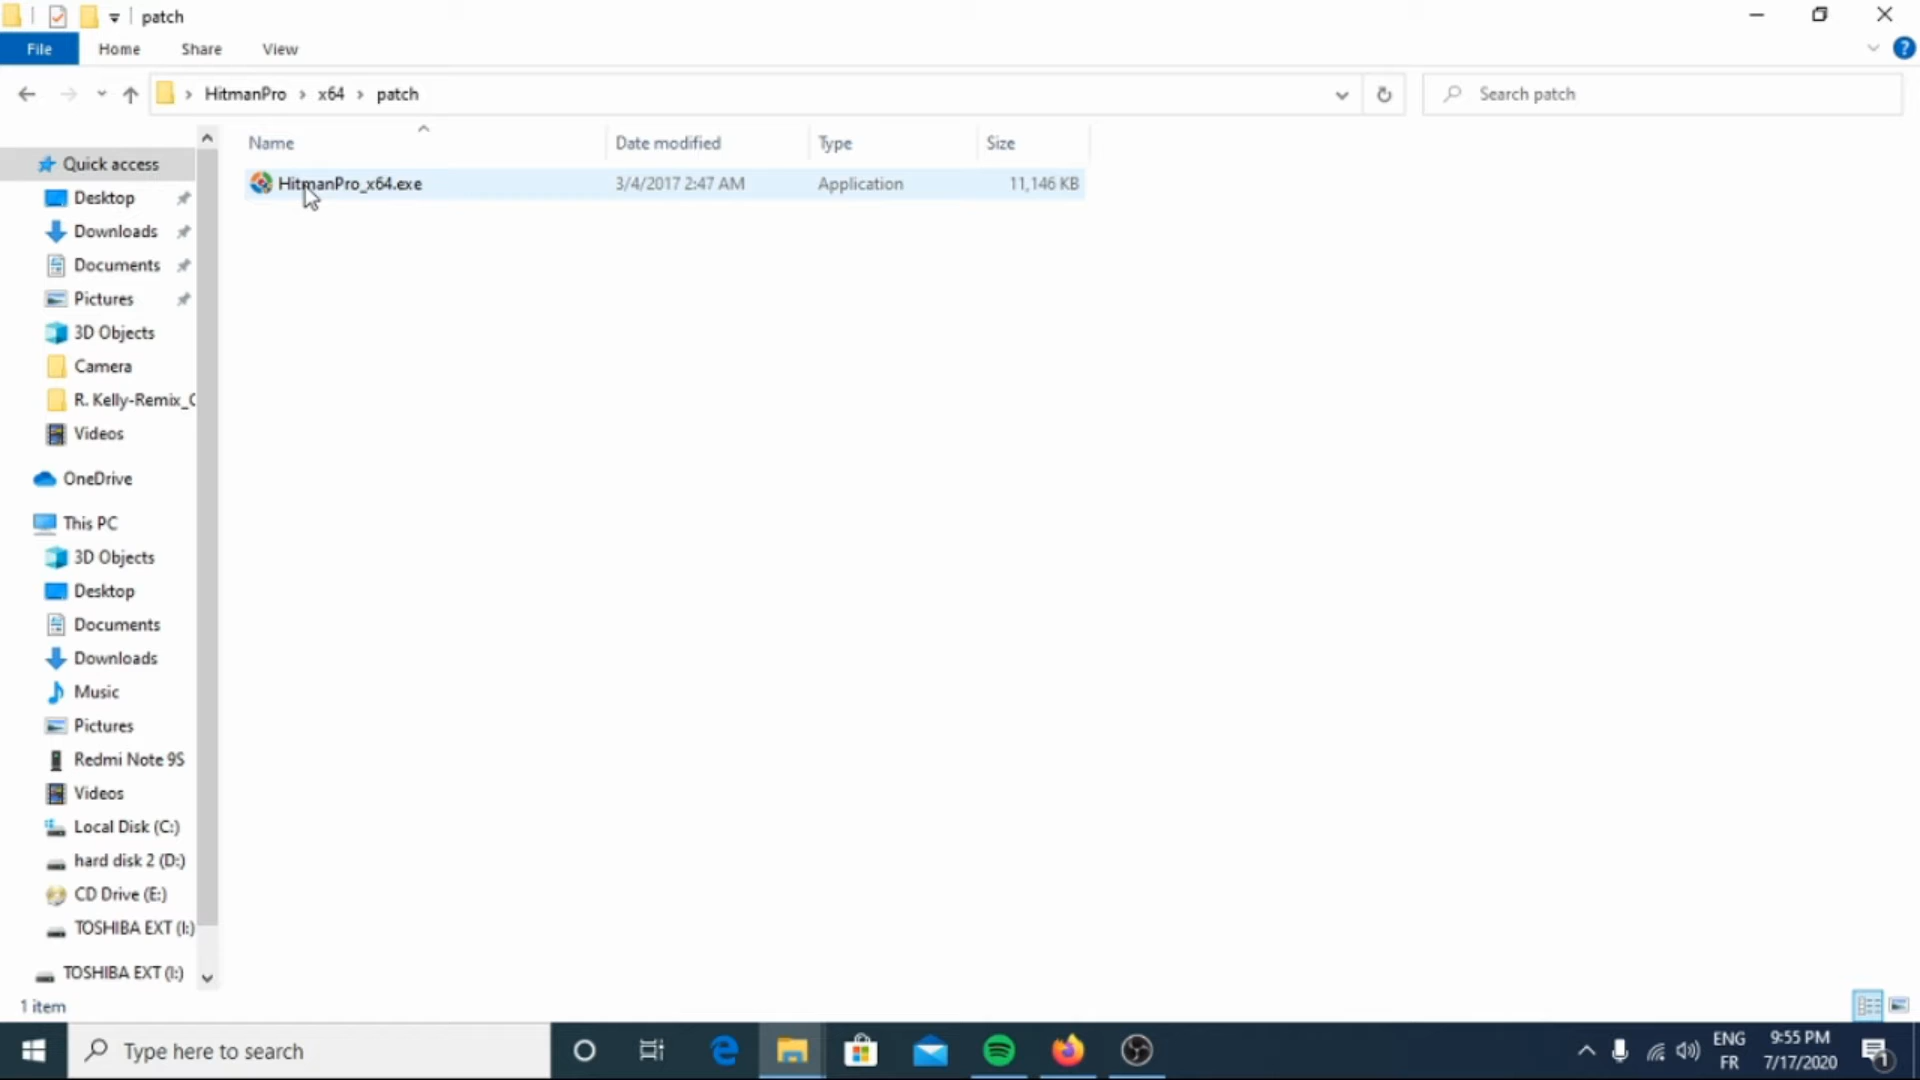 patch
File Home Share View
HitmanPro x64 patch
Search patch
Name Date modified Type Size
HitmanPro_x64.exe 3/4/2017 2:47 AM Application 11,146 KB
Quick access
Desktop
Downloads
Documents
Pictures
3D Objects
Camera
R. Kelly-Remix_C
Videos
OneDrive
This PC
3D Objects
Desktop
Documents
Downloads
Music
Pictures
Redmi Note 9S
Videos
Local Disk (C:)
hard disk 2 (D:)
CD Drive (E:)
TOSHIBA EXT (I:)
TOSHIBA EXT (I:)
1 item
Type here to search
ENG
FR
9:55 PM
7/17/2020
1